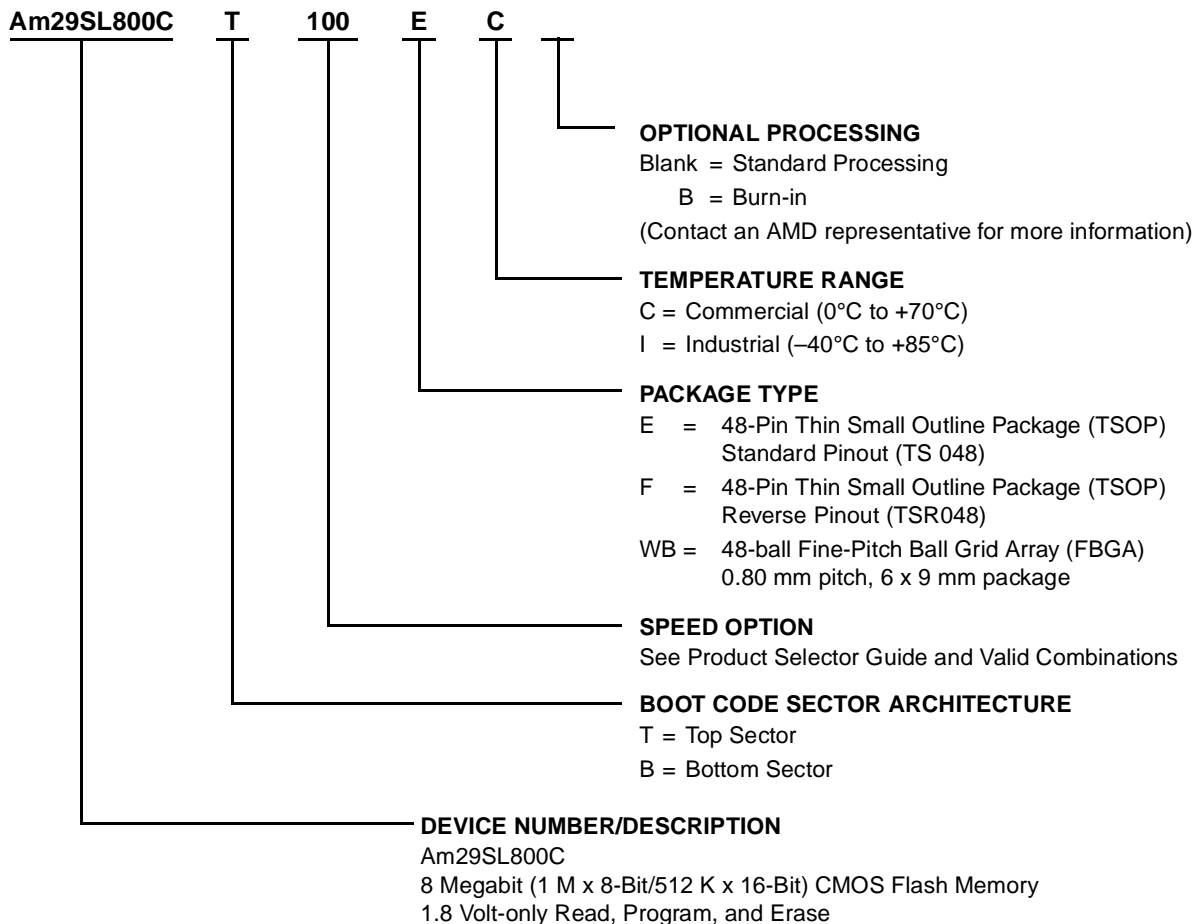 Am29SL800C T 100 E C
OPTIONAL PROCESSING
Blank = Standard Processing
B = Burn-in
(Contact an AMD representative for more information)
TEMPERATURE RANGE
C = Commercial (0°C to +70°C)
I = Industrial (–40°C to +85°C)
PACKAGE TYPE
E = 48-Pin Thin Small Outline Package (TSOP)
Standard Pinout (TS 048)
F = 48-Pin Thin Small Outline Package (TSOP)
Reverse Pinout (TSR048)
WB = 48-ball Fine-Pitch Ball Grid Array (FBGA)
0.80 mm pitch, 6 x 9 mm package
SPEED OPTION
See Product Selector Guide and Valid Combinations
BOOT CODE SECTOR ARCHITECTURE
T = Top Sector
B = Bottom Sector
DEVICE NUMBER/DESCRIPTION
Am29SL800C
8 Megabit (1 M x 8-Bit/512 K x 16-Bit) CMOS Flash Memory
1.8 Volt-only Read, Program, and Erase